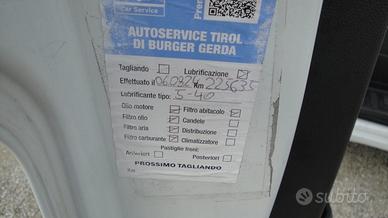 Car Service
AUTOSERVICE TIROL
DI BURGER GERDA
Tagliando Lubrificazione
Effettuato il 06.09.24 Km 225635
Lubrificante tipo: 5-40
Olio motore Filtro abitacolo
Filtro olio Candele
Filtro aria Distribuzione
Filtro carburante Climatizzatore
Pastiglie freni:
Anteriori Posteriori
PROSSIMO TAGLIANDO
Km
subito